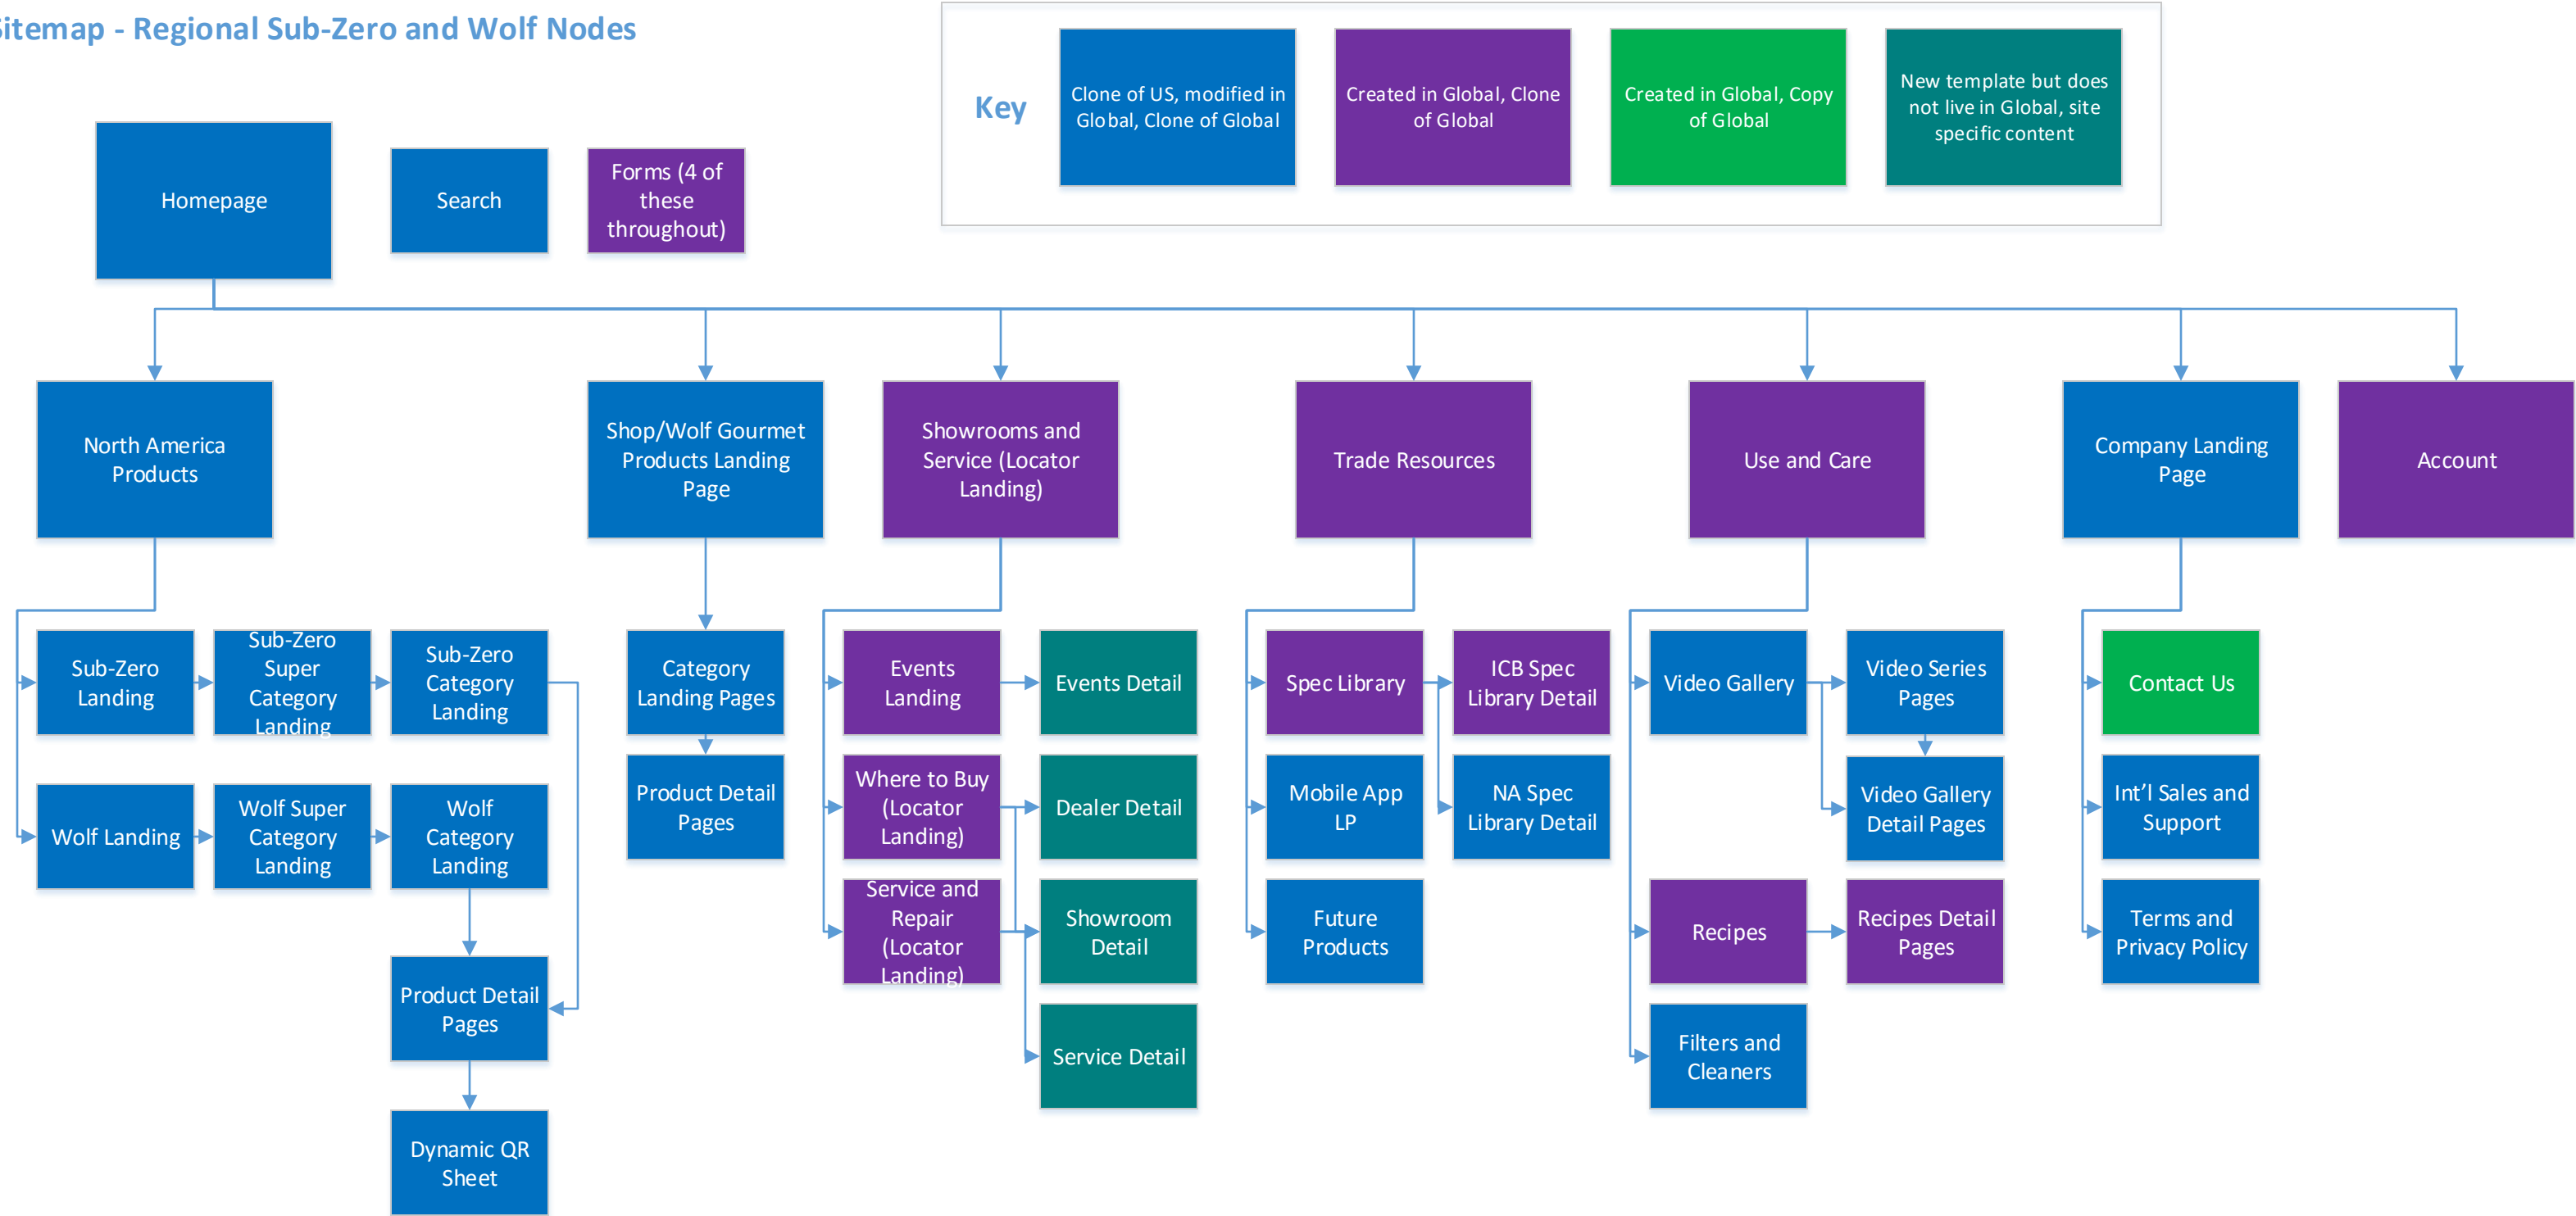 Sitemap - Regional Sub-Zero and Wolf Nodes
Key
Clone of US, modified in
Global, Clone of Global
Created in Global, Clone
of Global
Created in Global, Copy
of Global
New template but does
not live in Global, site
specific content
Homepage
Search
Forms (4 of
these
throughout)
North America
Products
Shop/Wolf Gourmet
Products Landing
Page
Showrooms and
Service (Locator
Landing)
Trade Resources
Use and Care
Company Landing
Page
Account
Sub-Zero
Landing
Sub-Zero
Super
Category
Landing
Sub-Zero
Category
Landing
Wolf Landing
Wolf Super
Category
Landing
Wolf
Category
Landing
Product Detail
Pages
Dynamic QR
Sheet
Category
Landing Pages
Product Detail
Pages
Events
Landing
Events Detail
Where to Buy
(Locator
Landing)
Dealer Detail
Service and
Repair
(Locator
Landing)
Showroom
Detail
Service Detail
Spec Library
ICB Spec
Library Detail
Mobile App
LP
NA Spec
Library Detail
Future
Products
Video Gallery
Video Series
Pages
Video Gallery
Detail Pages
Recipes
Recipes Detail
Pages
Filters and
Cleaners
Contact Us
Int’l Sales and
Support
Terms and
Privacy Policy